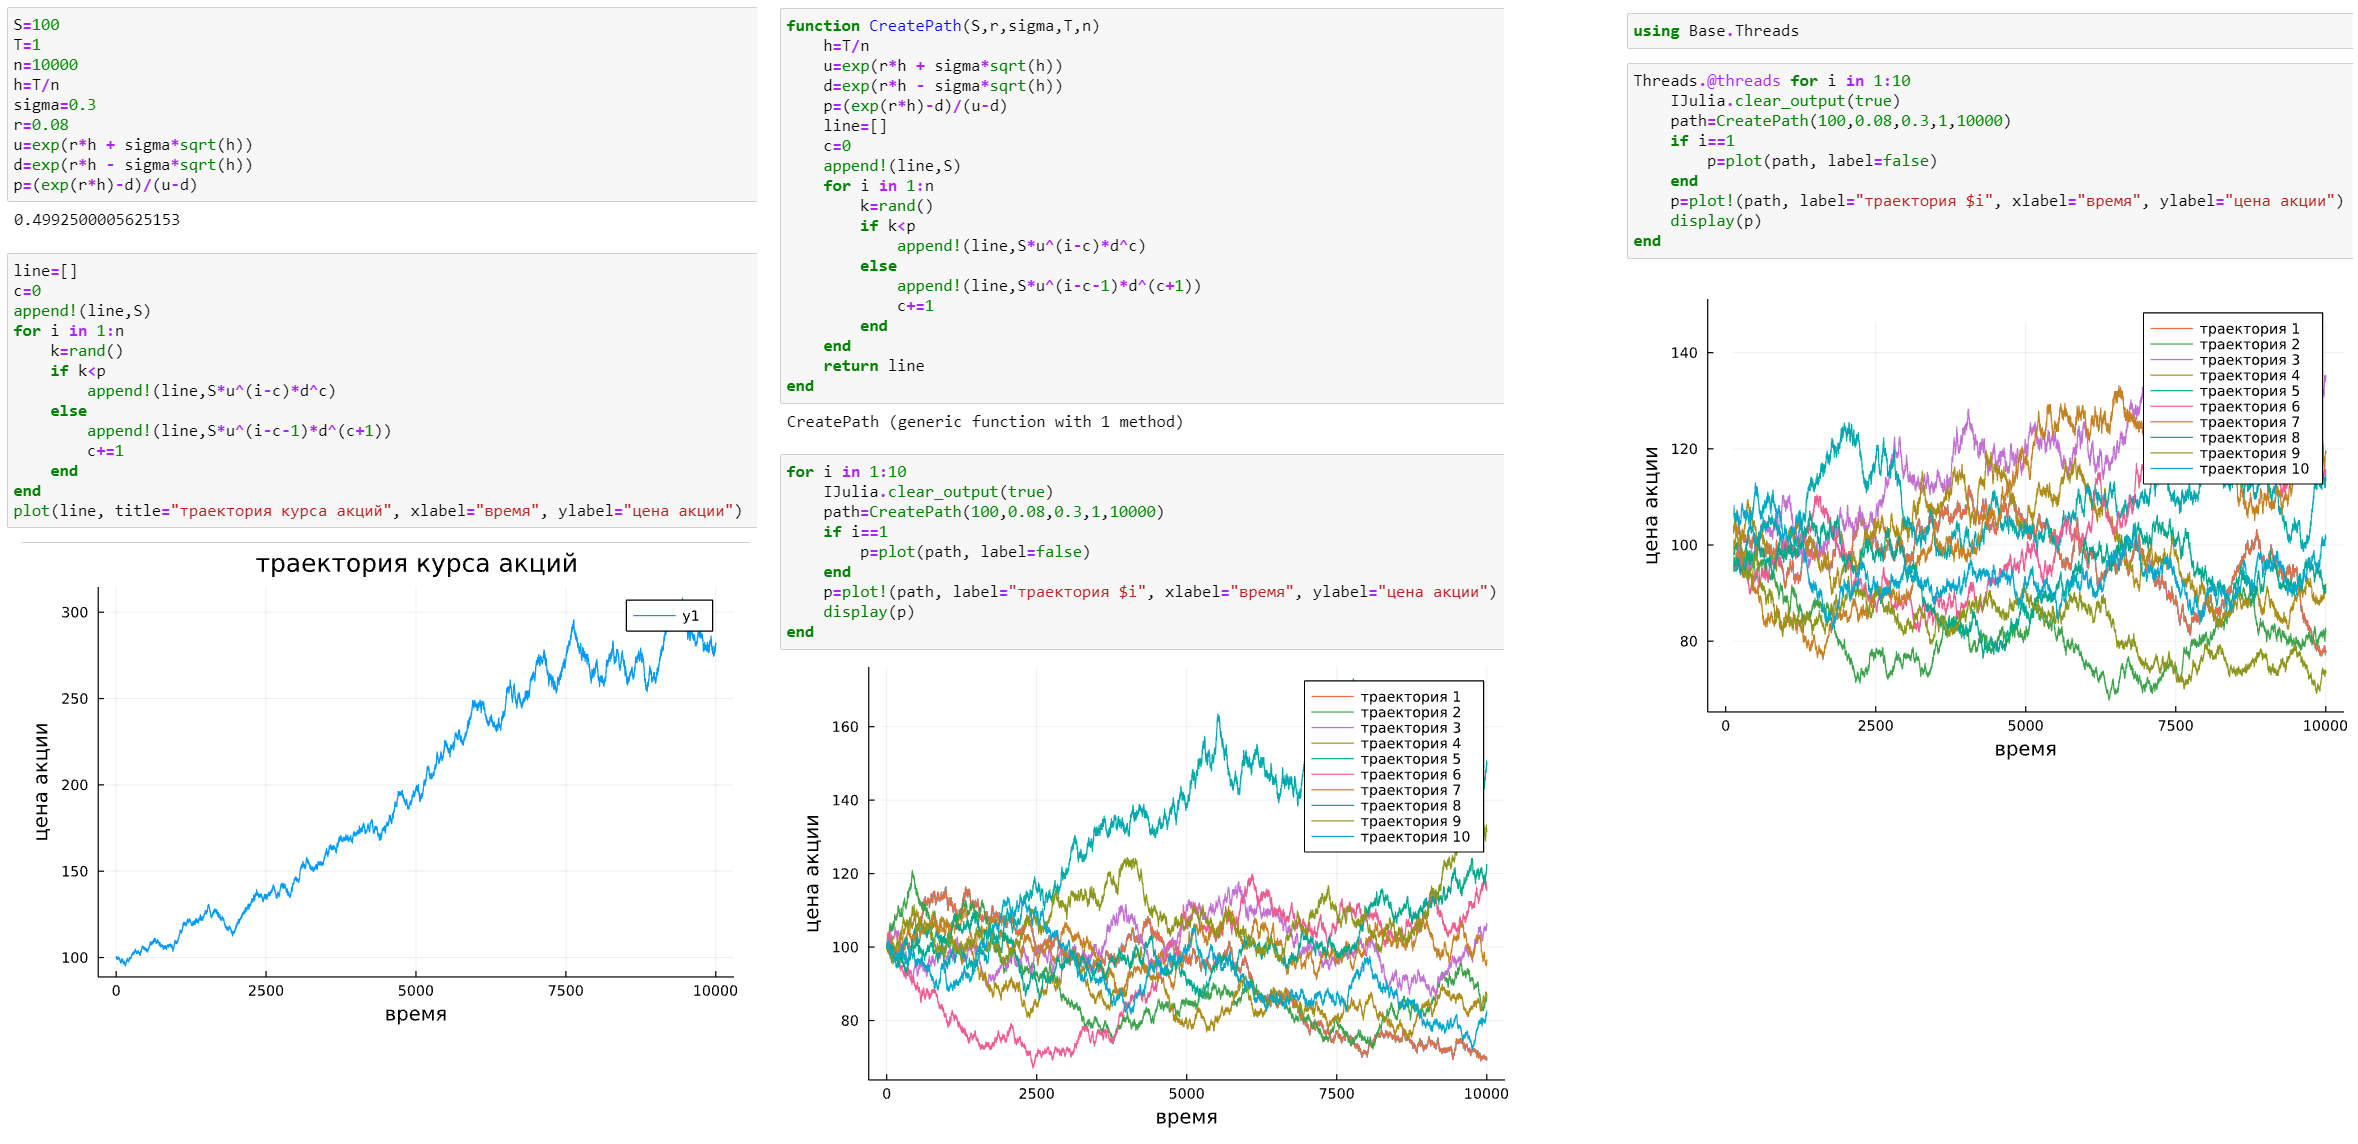 S=100
T=1
n=10000
h=T/n
sigma=0.3
r=0.08
u=exp(r*h + sigma*sqrt(h))
d=exp(r*h - sigma*sqrt(h))
p=(exp(r*h)-d)/(u-d)
0.4992500005625153
line=[]
c=0
append!(line,S)
for i in 1:n
    k=rand()
    if k<p
        append!(line,S*u^(i-c)*d^c)
    else
        append!(line,S*u^(i-c-1)*d^(c+1))
        c+=1
    end
end
plot(line, title="траектория курса акций", xlabel="время", ylabel="цена акции")
траектория курса акций
y1
300
250
200
150
100
цена акции
0 2500 5000 7500 10000
время
function CreatePath(S,r,sigma,T,n)
    h=T/n
    u=exp(r*h + sigma*sqrt(h))
    d=exp(r*h - sigma*sqrt(h))
    p=(exp(r*h)-d)/(u-d)
    line=[]
    c=0
    append!(line,S)
    for i in 1:n
        k=rand()
        if k<p
            append!(line,S*u^(i-c)*d^c)
        else
            append!(line,S*u^(i-c-1)*d^(c+1))
            c+=1
        end
    end
    return line
end
CreatePath (generic function with 1 method)
for i in 1:10
    IJulia.clear_output(true)
    path=CreatePath(100,0.08,0.3,1,10000)
    if i==1
        p=plot(path, label=false)
    end
    p=plot!(path, label="траектория $i", xlabel="время", ylabel="цена акции")
    display(p)
end
траектория 1
траектория 2
траектория 3
траектория 4
траектория 5
траектория 6
траектория 7
траектория 8
траектория 9
траектория 10
160
140
120
100
80
цена акции
0 2500 5000 7500 10000
время
using Base.Threads
Threads.@threads for i in 1:10
    IJulia.clear_output(true)
    path=CreatePath(100,0.08,0.3,1,10000)
    if i==1
        p=plot(path, label=false)
    end
    p=plot!(path, label="траектория $i", xlabel="время", ylabel="цена акции")
    display(p)
end
траектория 1
траектория 2
траектория 3
траектория 4
траектория 5
траектория 6
траектория 7
траектория 8
траектория 9
траектория 10
140
120
100
80
цена акции
0 2500 5000 7500 10000
время